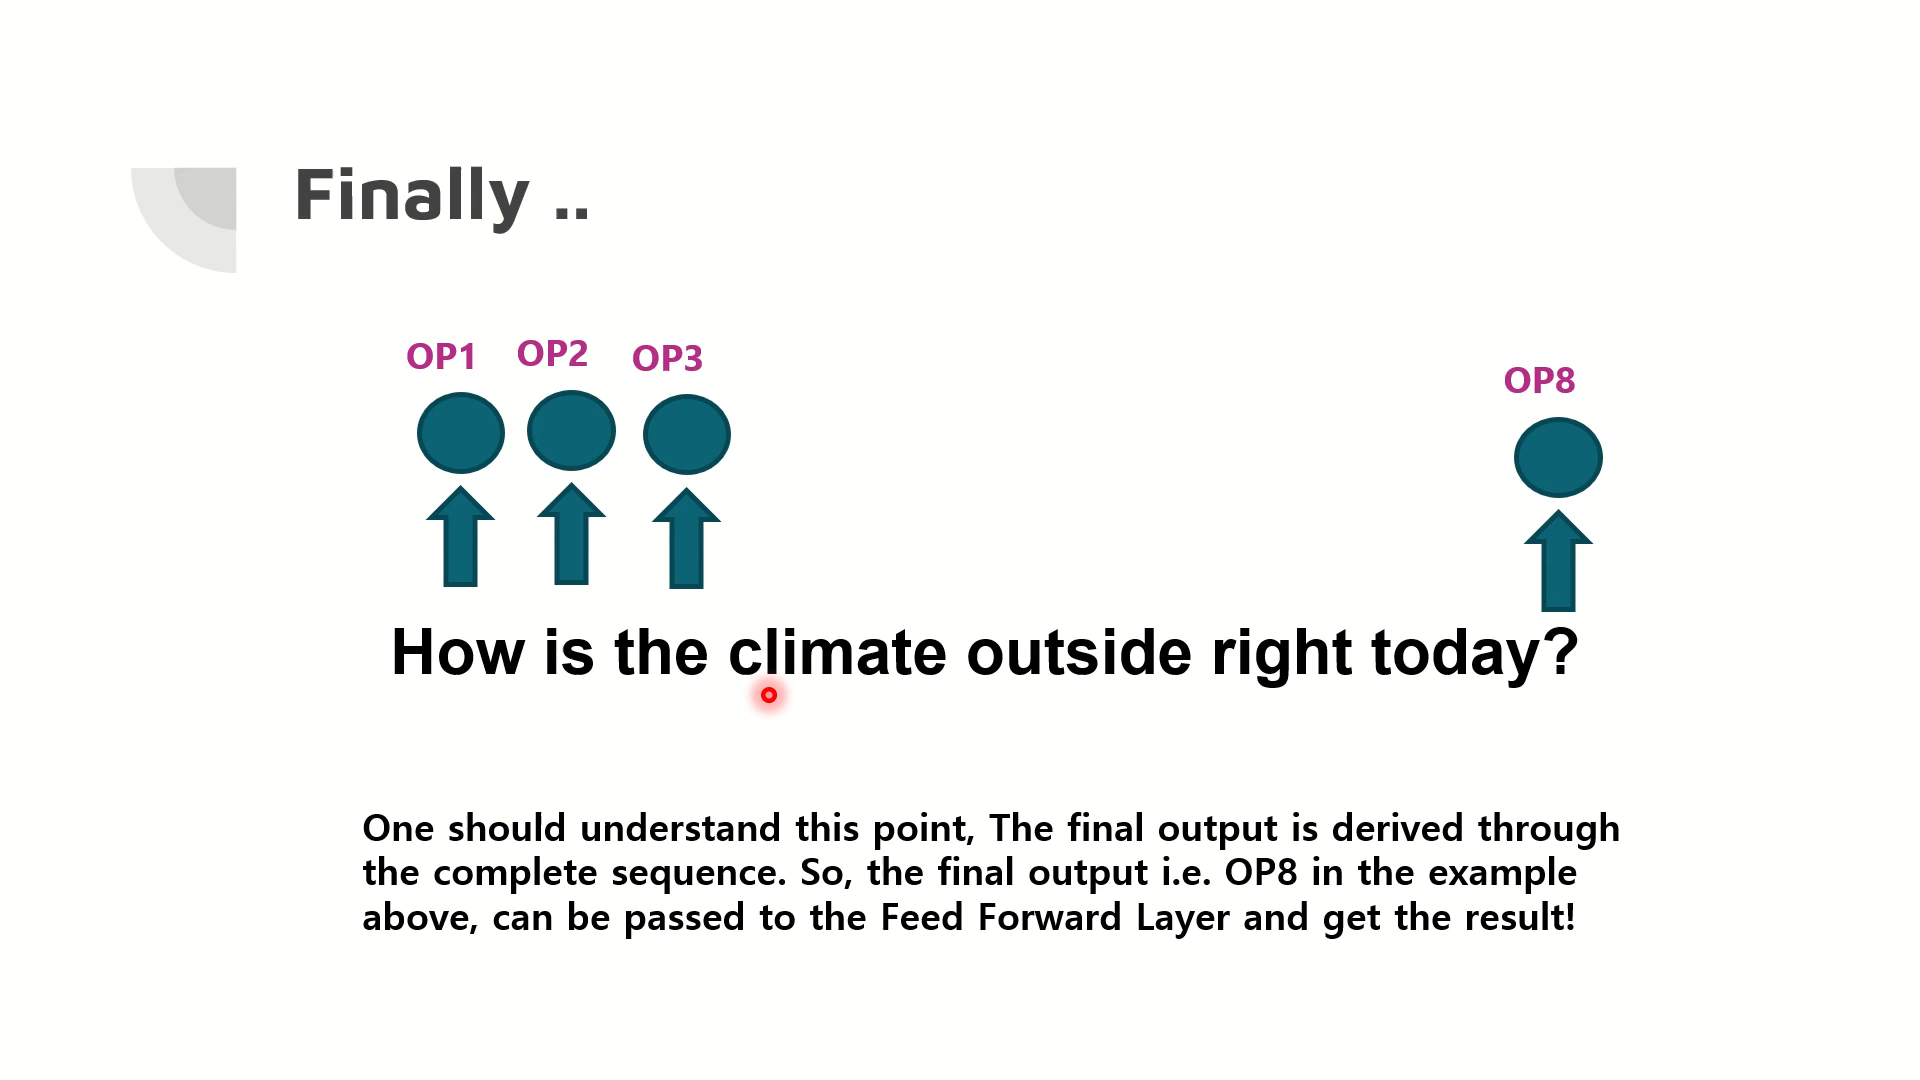 Finally ..
OP1 OP2 OP3 OP8
How is the climate outside right today?
One should understand this point, The final output is derived through
the complete sequence. So, the final output i.e. OP8 in the example
above, can be passed to the Feed Forward Layer and get the result!